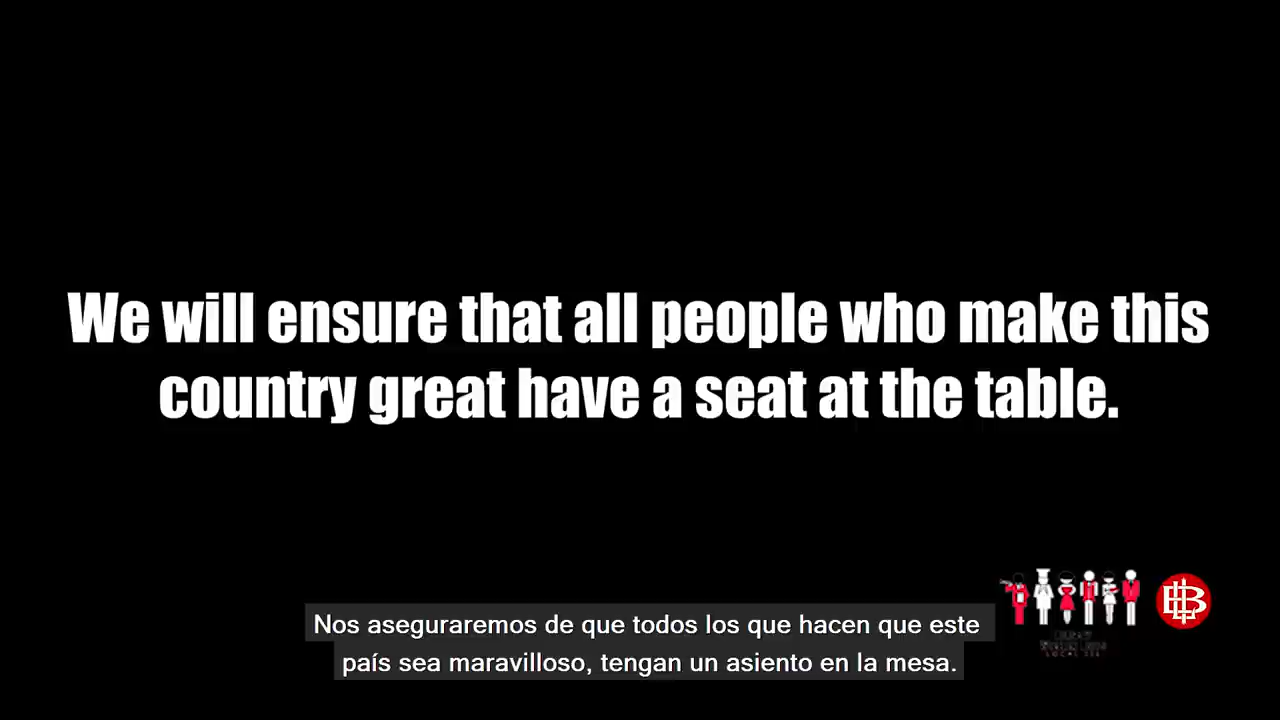 We will ensure that all people who make this
country great have a seat at the table.
Nos aseguraremos de que todos los que hacen que este
país sea maravilloso, tengan un asiento en la mesa.